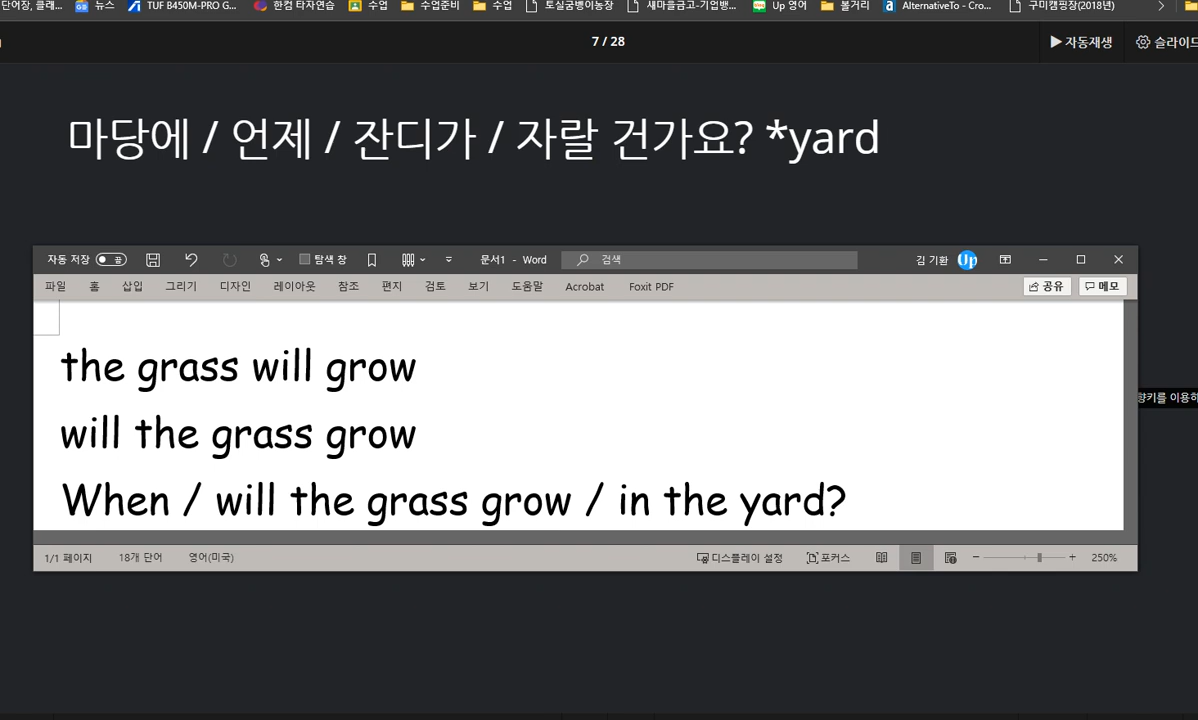 단어장, 클래... 뉴스 TUF B450M-PRO G... 한컴 타자연습 수업 수업준비 수업 토실굼벵이농장 새마을금고-기업뱅... Up 영어 볼거리 AlternativeTo - Cro... 구미캠핑장(2018년)
7 / 28
자동재생 슬라이드
마당에 / 언제 / 잔디가 / 자랄 건가요? *yard
자동 저장 끔 탐색 창 문서1 - Word 검색 김 기환 Up
파일 홈 삽입 그리기 디자인 레이아웃 참조 편지 검토 보기 도움말 Acrobat Foxit PDF 공유 메모
the grass will grow
향키를 이용하
will the grass grow
When / will the grass grow / in the yard?
1/1 페이지 18개 단어 영어(미국) 디스플레이 설정 포커스 250%